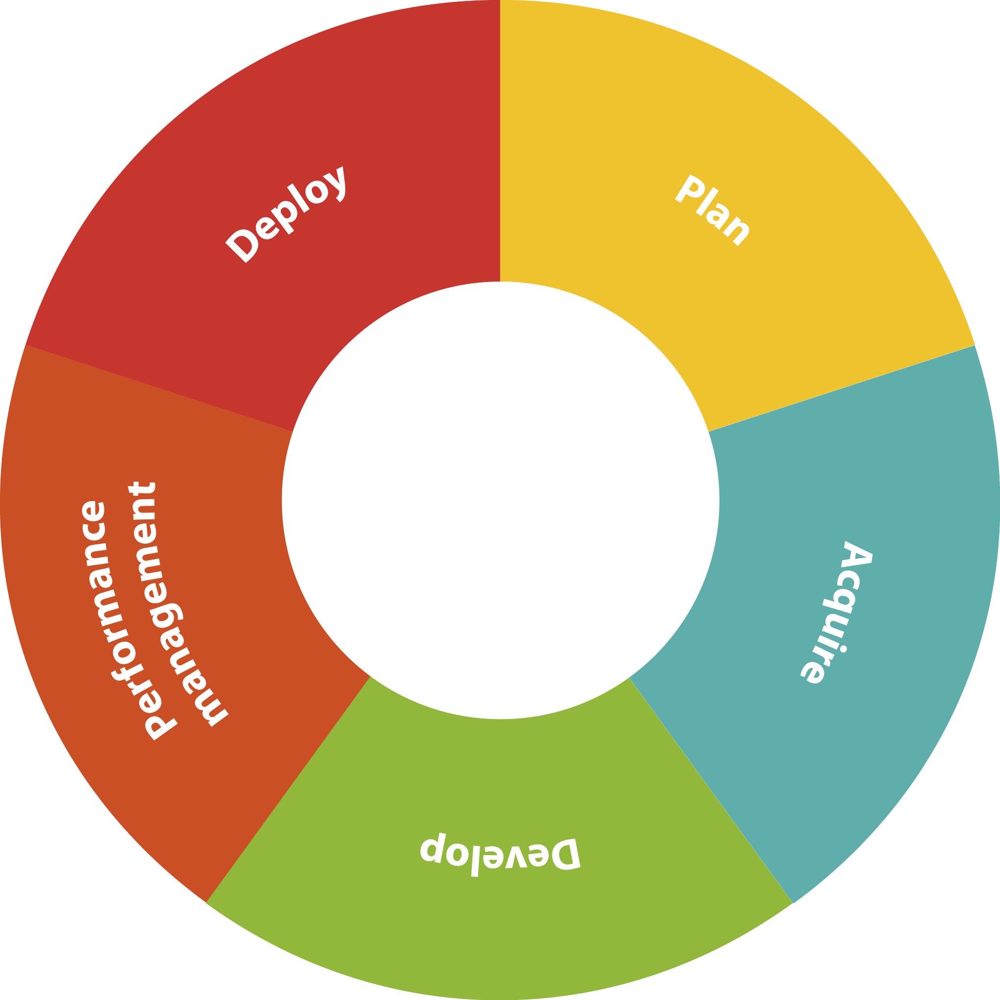 Plan
Acquire
Develop
Performance
management
Deploy